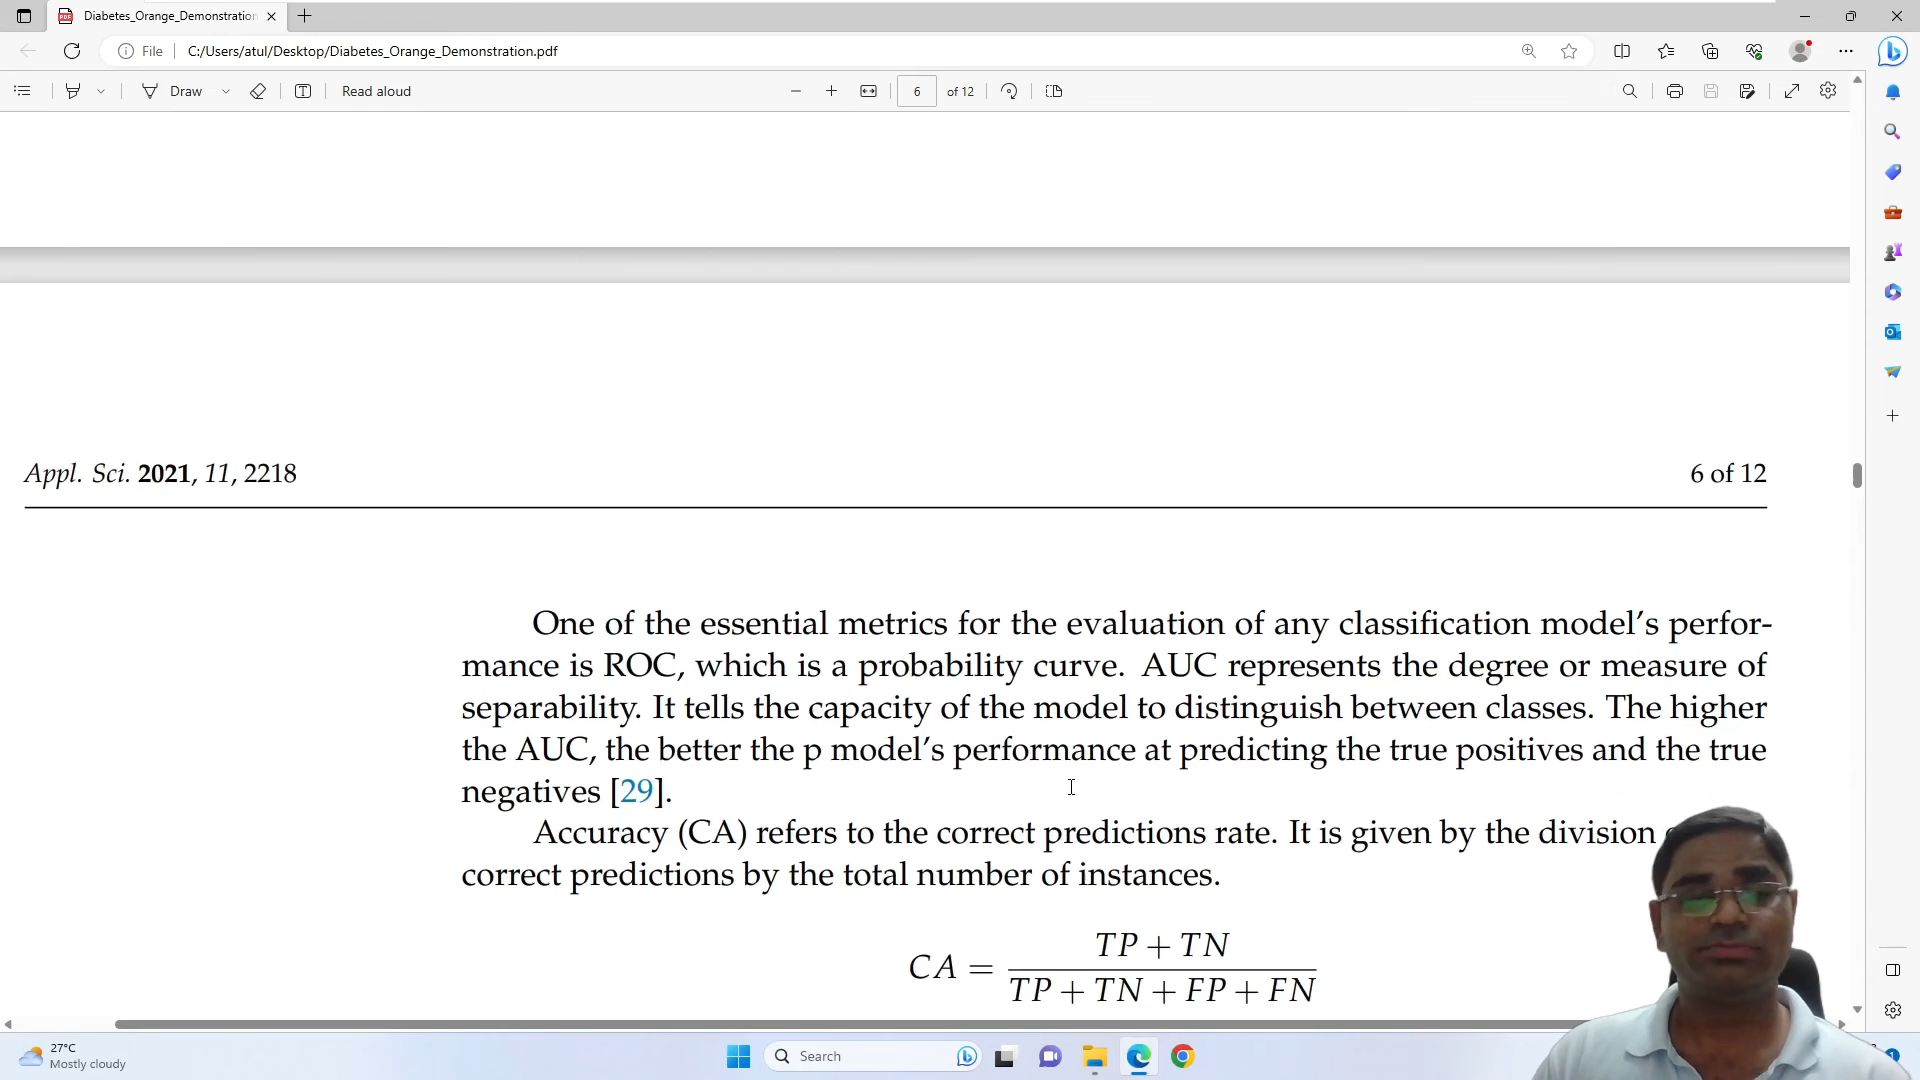 Diabetes_Orange_Demonstration
File C:/Users/atul/Desktop/Diabetes_Orange_Demonstration.pdf
Draw Read aloud 6 of 12
Appl. Sci. 2021, 11, 2218 6 of 12
One of the essential metrics for the evaluation of any classification model's perfor-
mance is ROC, which is a probability curve. AUC represents the degree or measure of
separability. It tells the capacity of the model to distinguish between classes. The higher
the AUC, the better the p model's performance at predicting the true positives and the true
negatives [29].
Accuracy (CA) refers to the correct predictions rate. It is given by the division
correct predictions by the total number of instances.
TP + TN
CA =
TP + TN + FP + FN
27°C
Mostly cloudy
Search